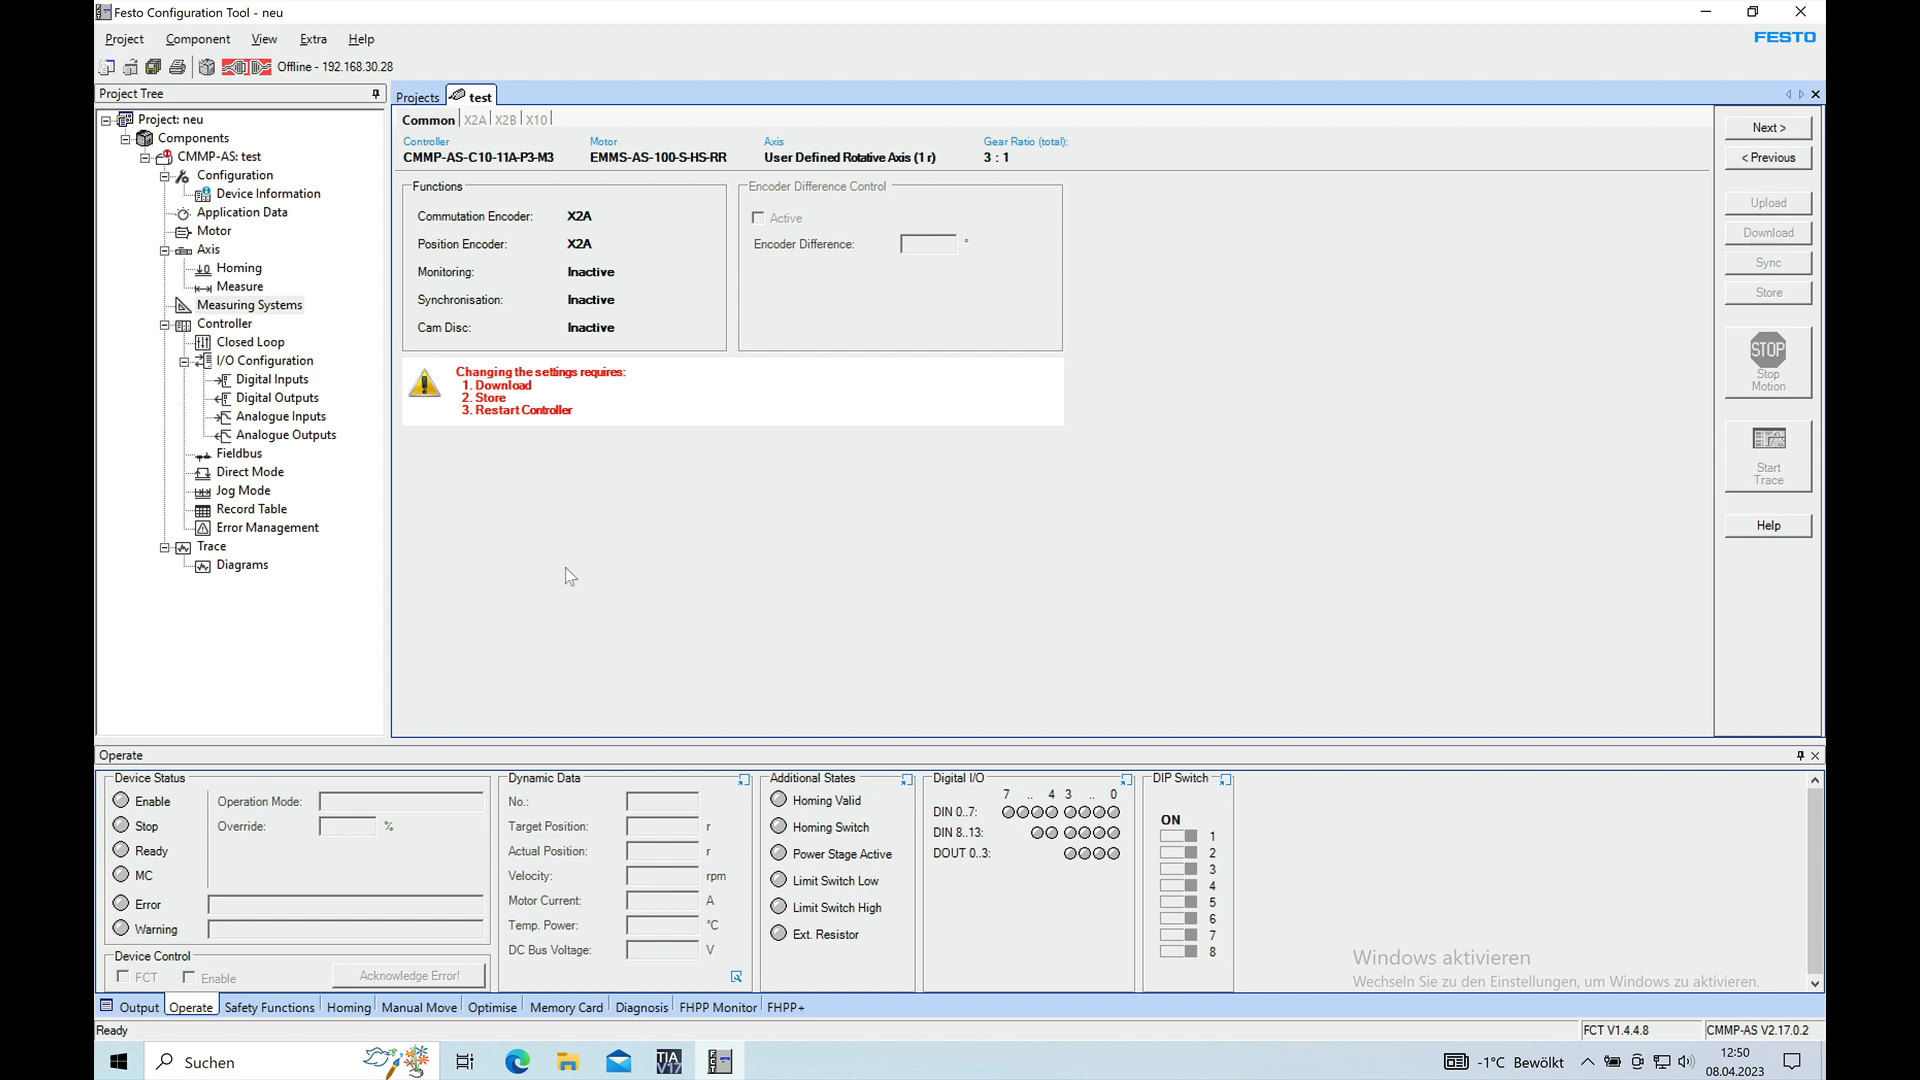 Festo Configuration Tool - neu
Project Component View Extra Help
FESTO
Offline - 192.168.30.28
Project Tree
Projects test
Project: neu
Components
CMMP-AS: test
Configuration
Device Information
Application Data
Motor
Axis
Homing
Measure
Measuring Systems
Controller
Closed Loop
I/O Configuration
Digital Inputs
Digital Outputs
Analogue Inputs
Analogue Outputs
Fieldbus
Direct Mode
Jog Mode
Record Table
Error Management
Trace
Diagrams
Common X2A X2B X10
Controller Motor Axis Gear Ratio (total):
CMMP-AS-C10-11A-P3-M3 EMMS-AS-100-S-HS-RR User Defined Rotative Axis (1 r) 3 : 1
Functions
Commutation Encoder: X2A
Position Encoder: X2A
Monitoring: Inactive
Synchronisation: Inactive
Cam Disc: Inactive
Encoder Difference Control
Active
Encoder Difference: °
Changing the settings requires:
1. Download
2. Store
3. Restart Controller
Next >
< Previous
Upload
Download
Sync
Store
STOP
Stop
Motion
Start
Trace
Help
Operate
Device Status
Enable
Stop
Ready
MC
Error
Warning
Operation Mode:
Override: %
Device Control
FCT Enable Acknowledge Error!
Dynamic Data
No.:
Target Position: r
Actual Position: r
Velocity: rpm
Motor Current: A
Temp. Power: °C
DC Bus Voltage: V
Additional States
Homing Valid
Homing Switch
Power Stage Active
Limit Switch Low
Limit Switch High
Ext. Resistor
Digital I/O
7 .. 4 3 .. 0
DIN 0..7:
DIN 8..13:
DOUT 0..3:
DIP Switch
ON
1
2
3
4
5
6
7
8
Windows aktivieren
Wechseln Sie zu den Einstellungen, um Windows zu aktivieren.
Output Operate Safety Functions Homing Manual Move Optimise Memory Card Diagnosis FHPP Monitor FHPP+
Ready FCT V1.4.4.8 CMMP-AS V2.17.0.2
Suchen
TIA
V17
-1°C Bewölkt
12:50
08.04.2023